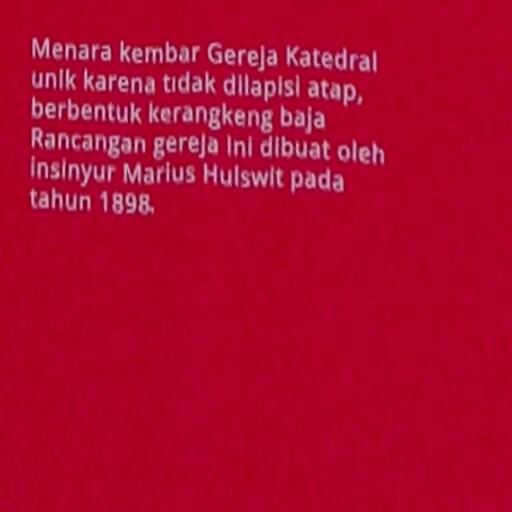 Menara kembar Gereja Katedral
unik karena tidak dilapisi atap,
berbentuk kerangkeng baja
Rancangan gereja ini dibuat oleh
insinyur Marius Hulswit pada
tahun 1898.